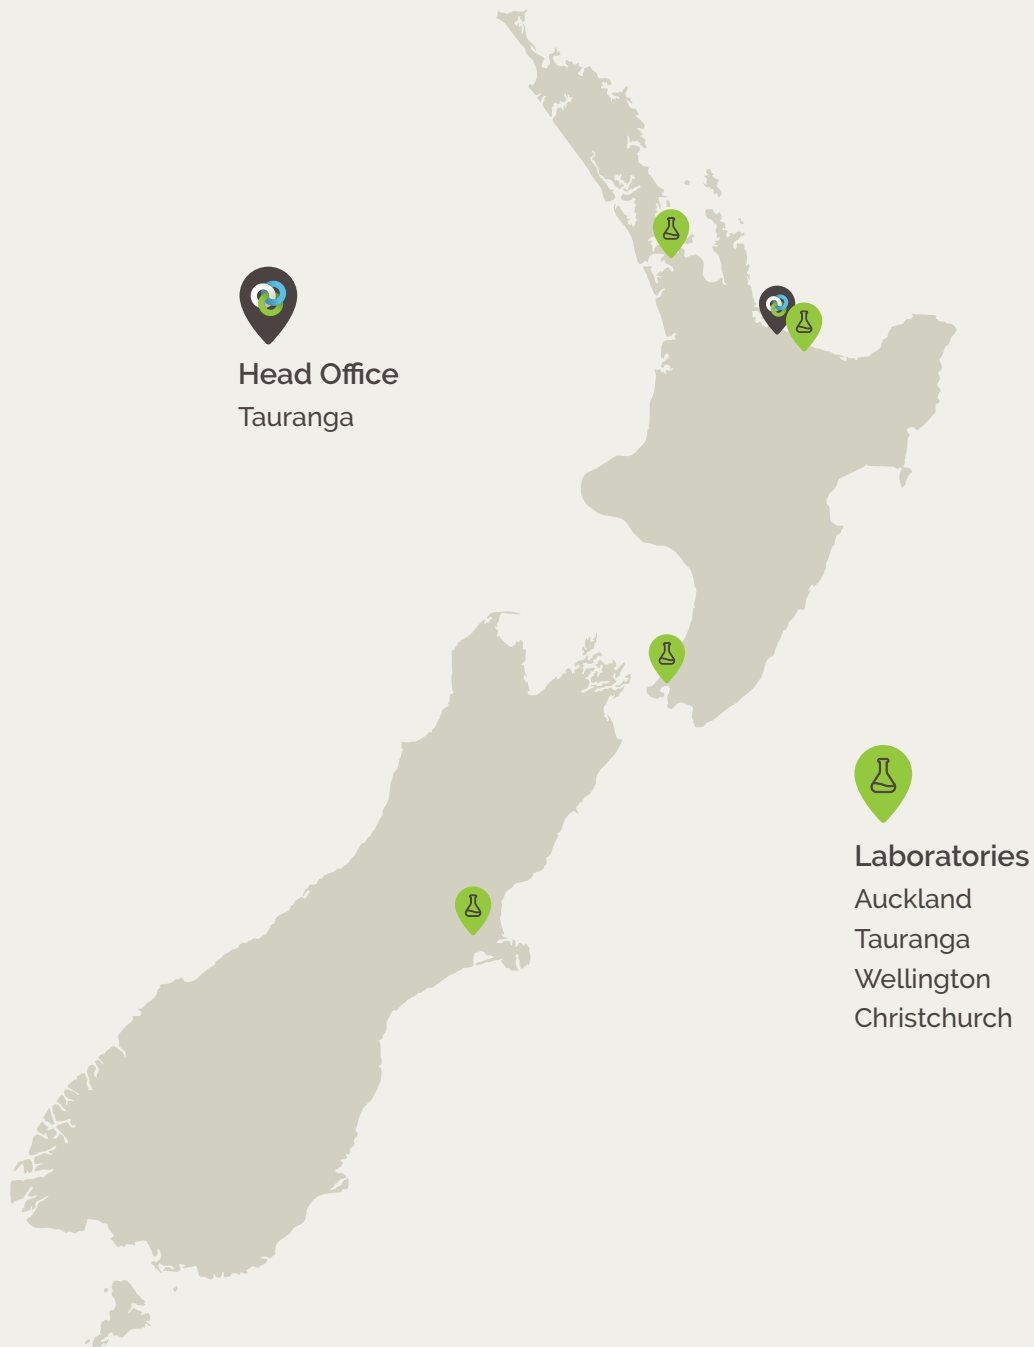 Head Office
Tauranga
Laboratories
Auckland
Tauranga
Wellington
Christchurch